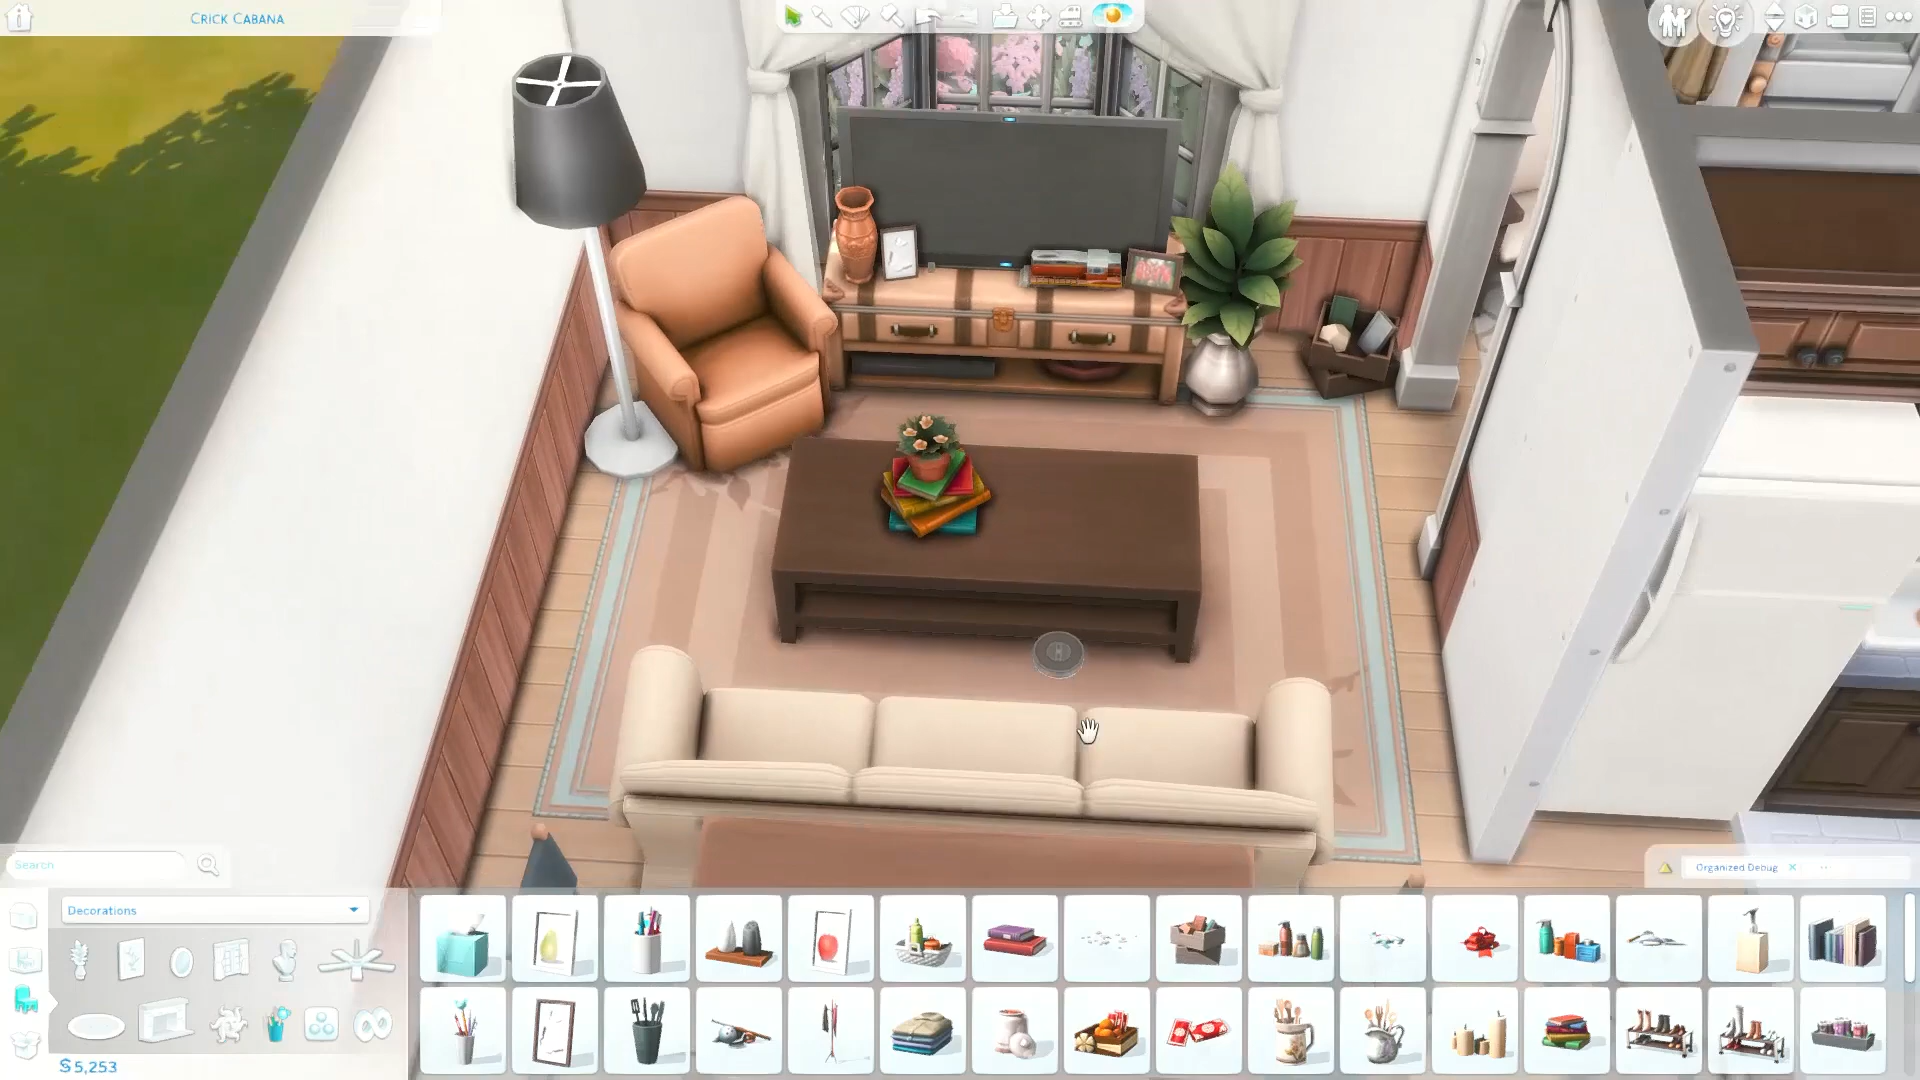 Crick Cabana
Search
Organized Debug
Decorations
§5,253